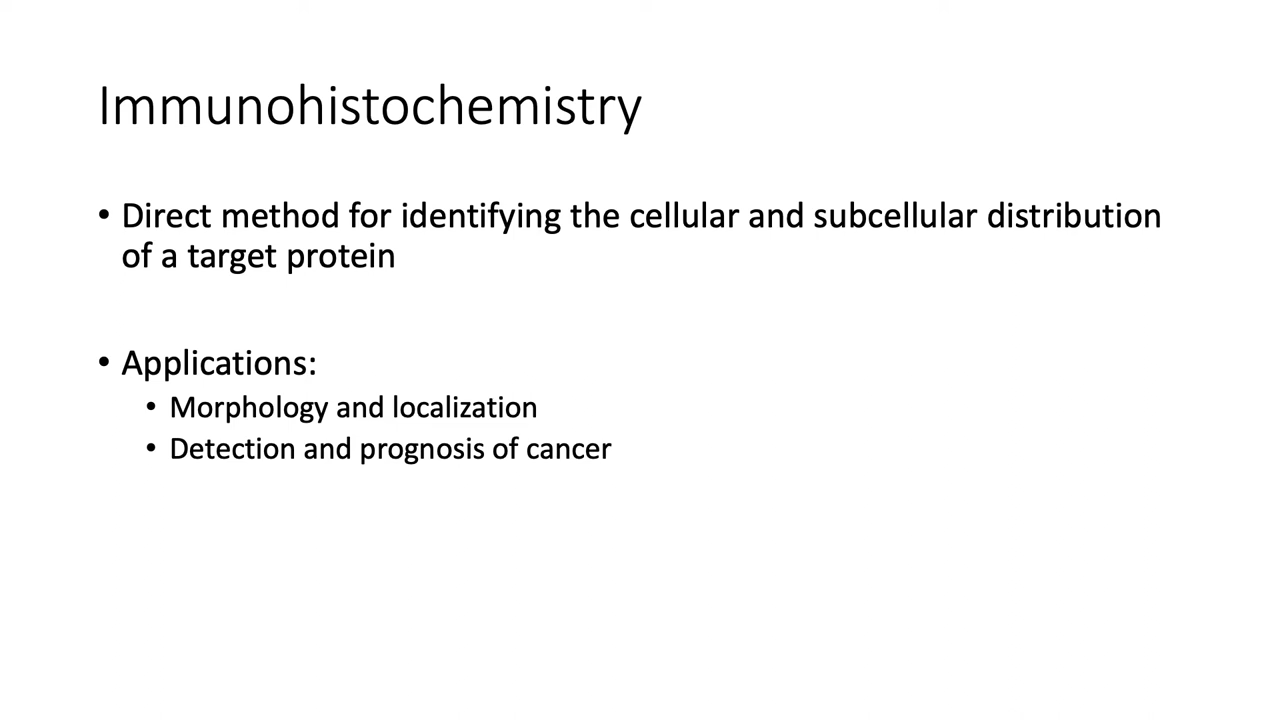 Immunohistochemistry
• Direct method for identifying the cellular and subcellular distribution
of a target protein
• Applications:
• Morphology and localization
• Detection and prognosis of cancer